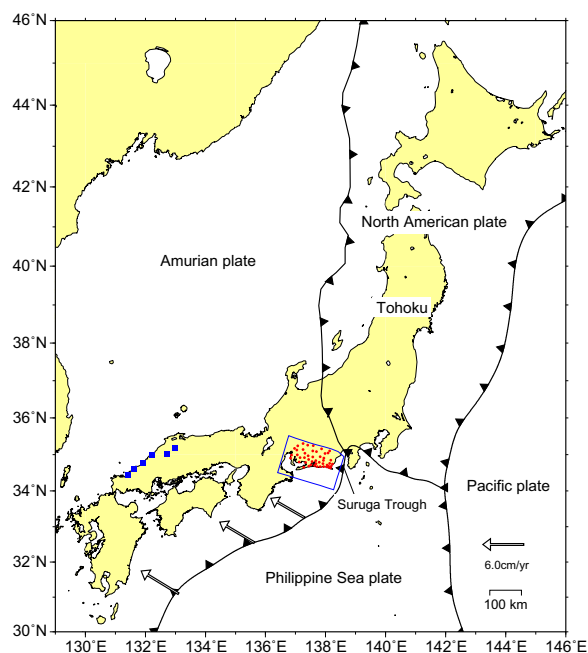 46˚N
44˚N
42˚N
40˚N
38˚N
36˚N
34˚N
32˚N
30˚N
North American plate
Amurian plate
Tohoku
Pacific plate
Suruga Trough
6.0cm/yr
Philippine Sea plate
100 km
130˚E 132˚E 134˚E 136˚E 138˚E 140˚E 142˚E 144˚E 146˚E